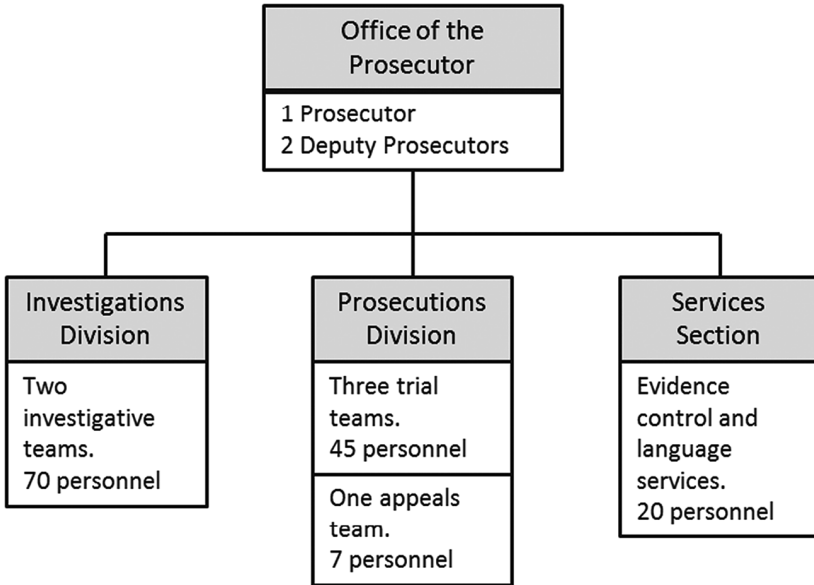 Office of the
Prosecutor
1 Prosecutor
2 Deputy Prosecutors
Investigations
Division
Two
investigative
teams.
70 personnel
Prosecutions
Division
Three trial
teams.
45 personnel
One appeals
team.
7 personnel
Services
Section
Evidence
control and
language
services.
20 personnel